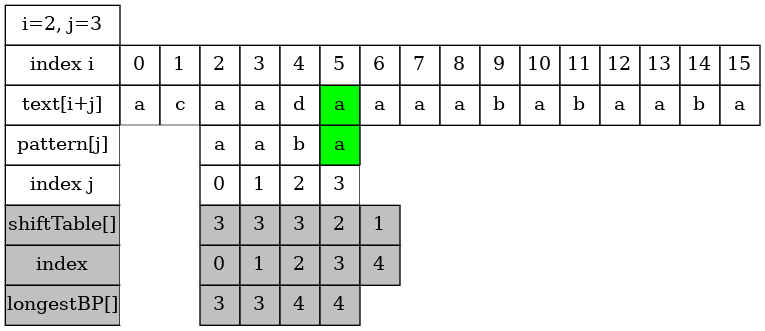 i=2, j=3
index i 0 1 2 3 4 5 6 7 8 9 10 11 12 13 14 15
text[i+j] a c a a d a a a a b a b a a b a
pattern[j] a a b a
index j 0 1 2 3
shiftTable[] 3 3 3 2 1
index 0 1 2 3 4
longestBP[] 3 3 4 4